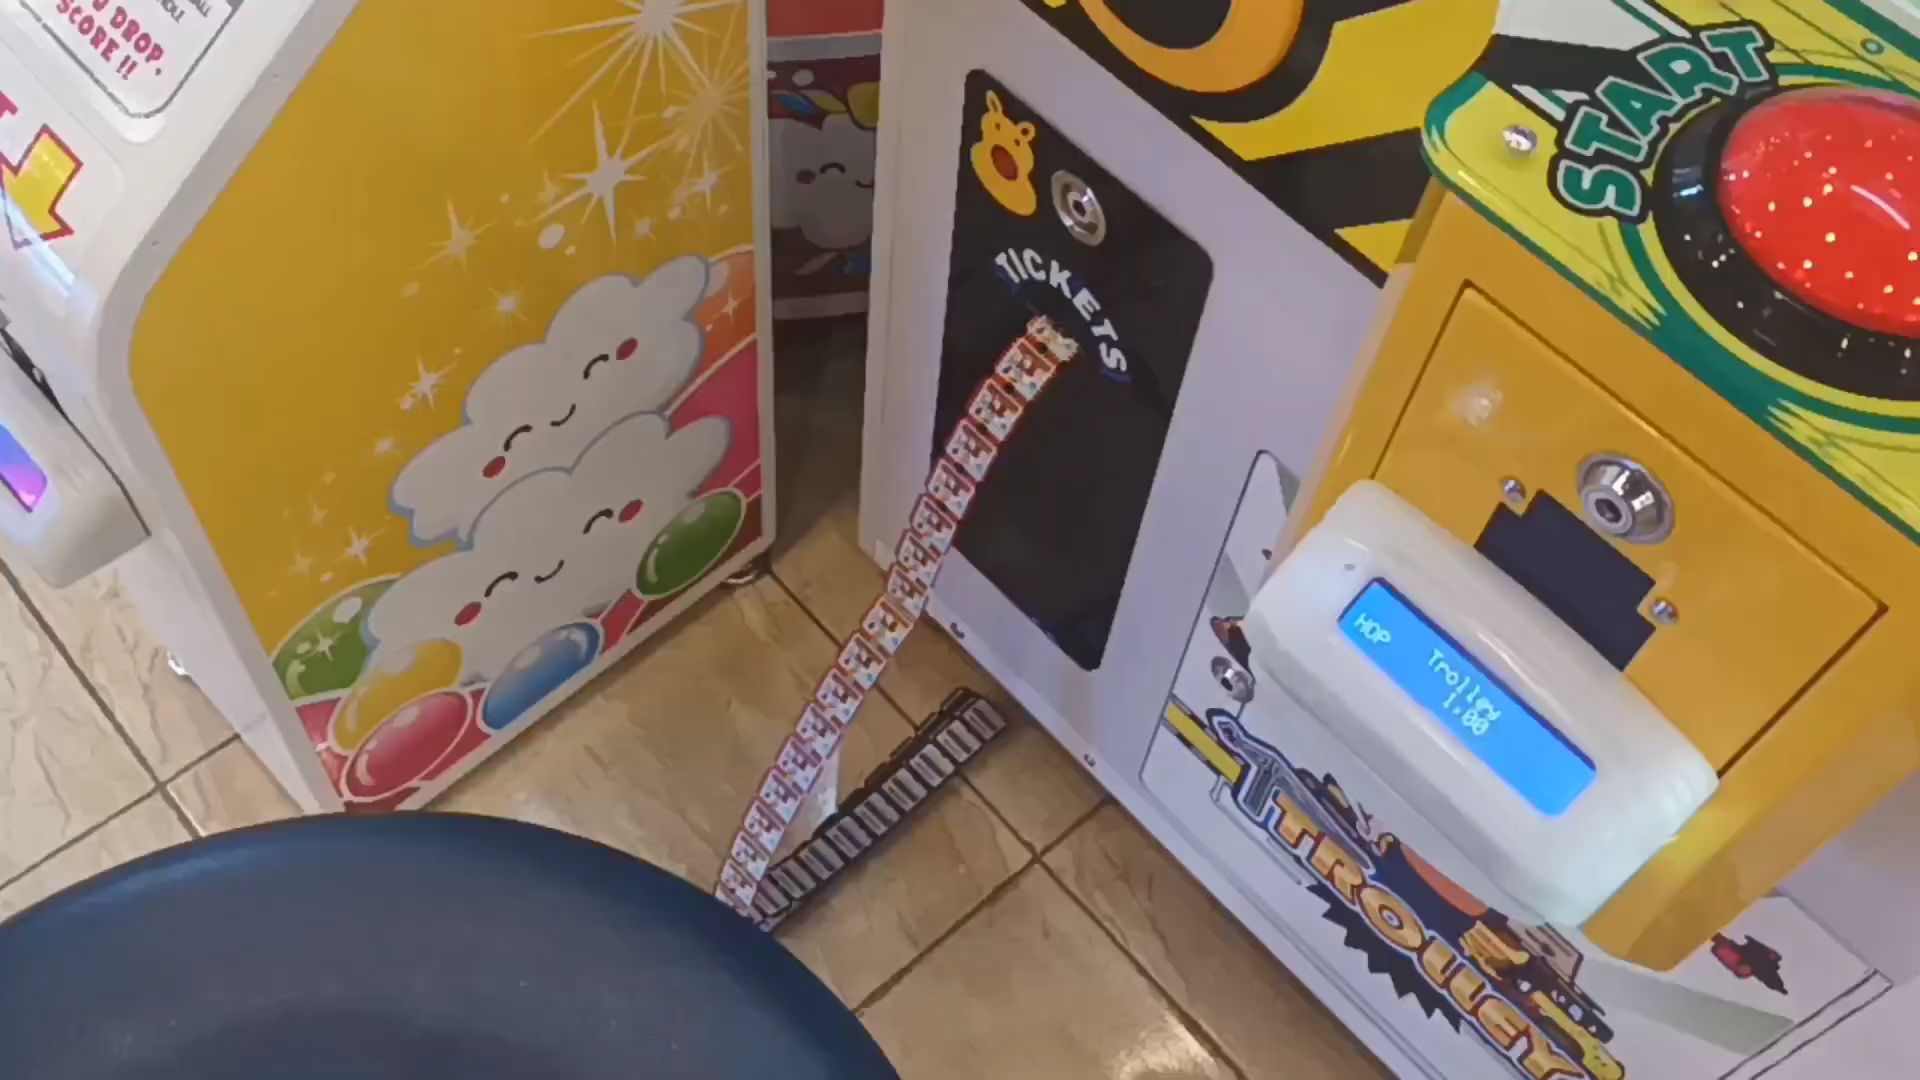 DROP
SCORE !!
START
TICKETS
HOP Trolley
1.00
TROLLEY